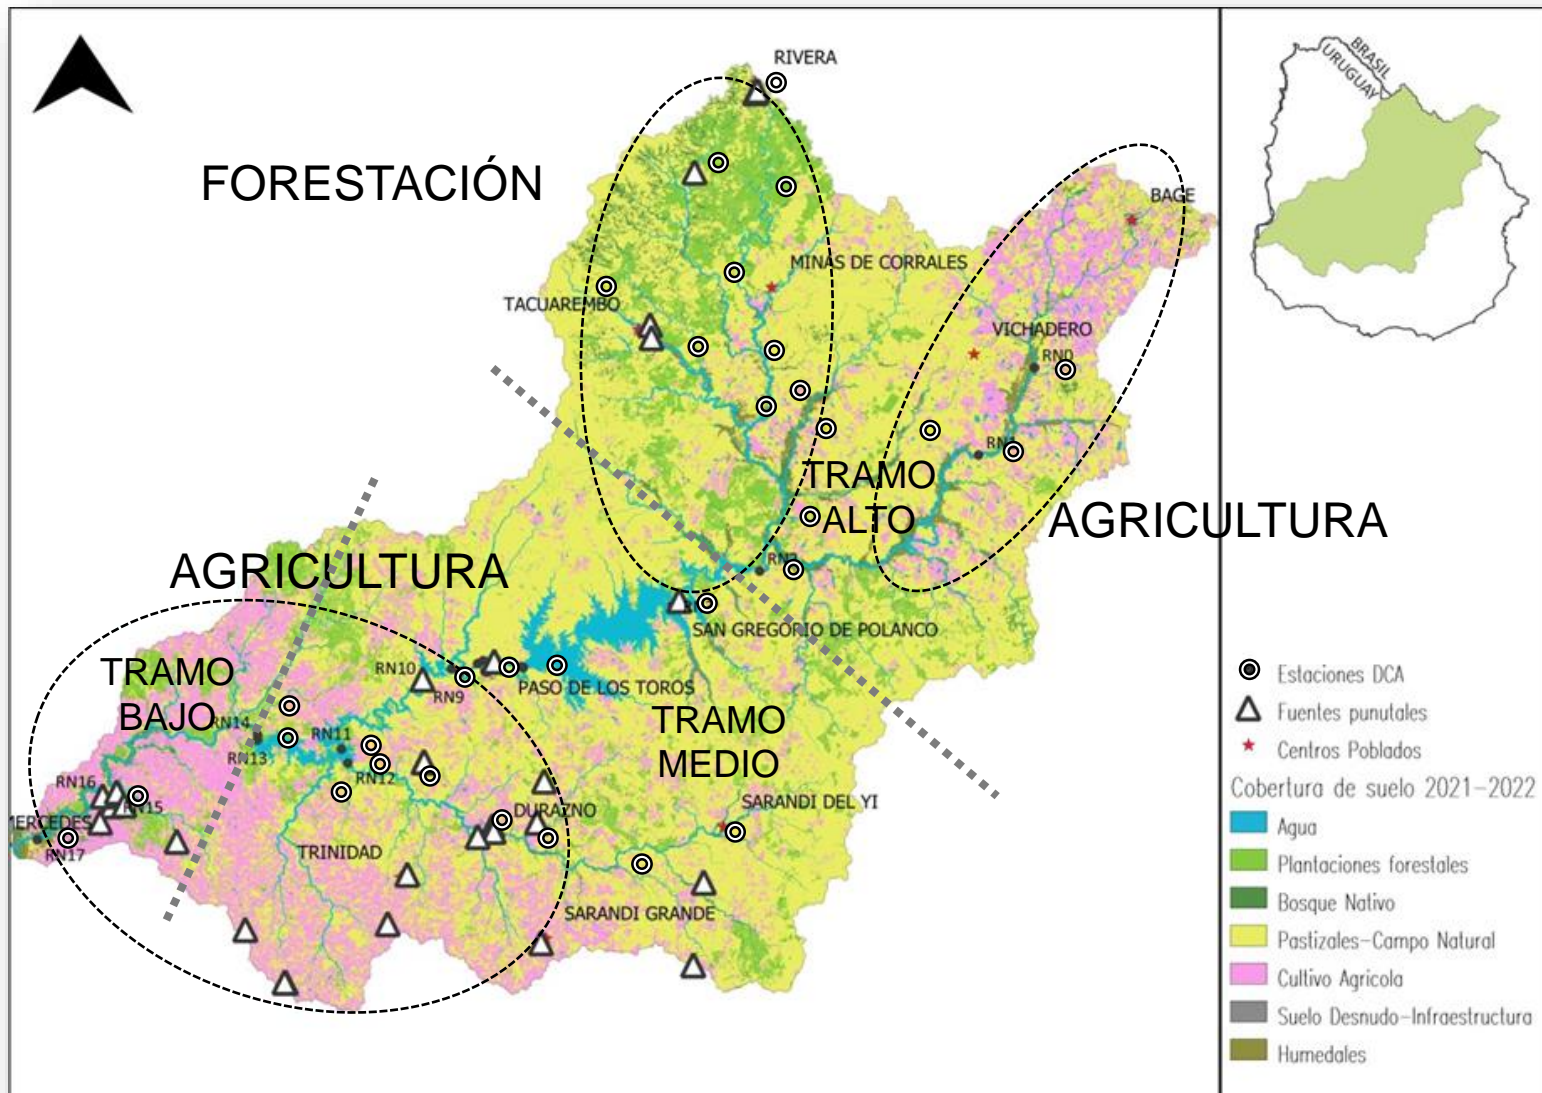 RIVERA
BRASIL
URUGUAY
FORESTACIÓN
BAGE
MINAS DE CORRALES
TACUAREMBO
VICHADERO
RN0
TRAMO
ALTO
AGRICULTURA
AGRICULTURA
SAN GREGORIO DE POLANCO
RN10
RN9
PASO DE LOS TOROS
TRAMO
BAJO
TRAMO
MEDIO
RN14
RN11
RN13
RN12
RN16
RN15
MERCEDES
RN17
DURAZNO
SARANDI DEL YI
TRINIDAD
SARANDI GRANDE
Estaciones DCA
Fuentes punutales
Centros Poblados
Cobertura de suelo 2021-2022
Agua
Plantaciones forestales
Bosque Nativo
Pastizales-Campo Natural
Cultivo Agricola
Suelo Desnudo-Infraestructura
Humedales